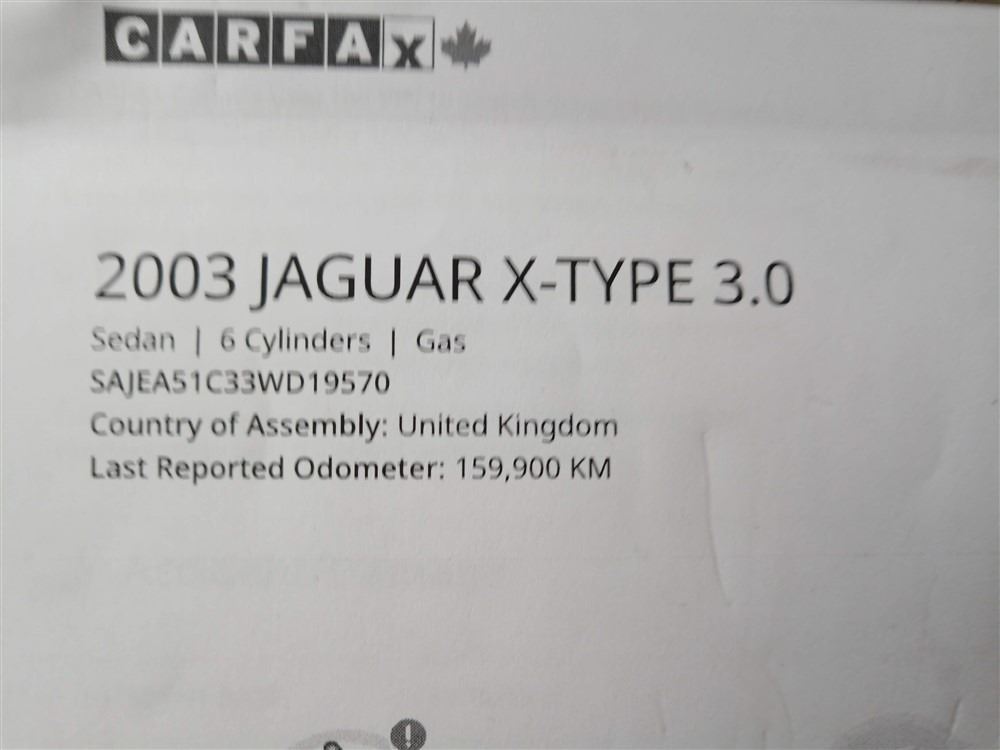 CARFAX
2003 JAGUAR X-TYPE 3.0
Sedan | 6 Cylinders | Gas
SAJEA51C33WD19570
Country of Assembly: United Kingdom
Last Reported Odometer: 159,900 KM